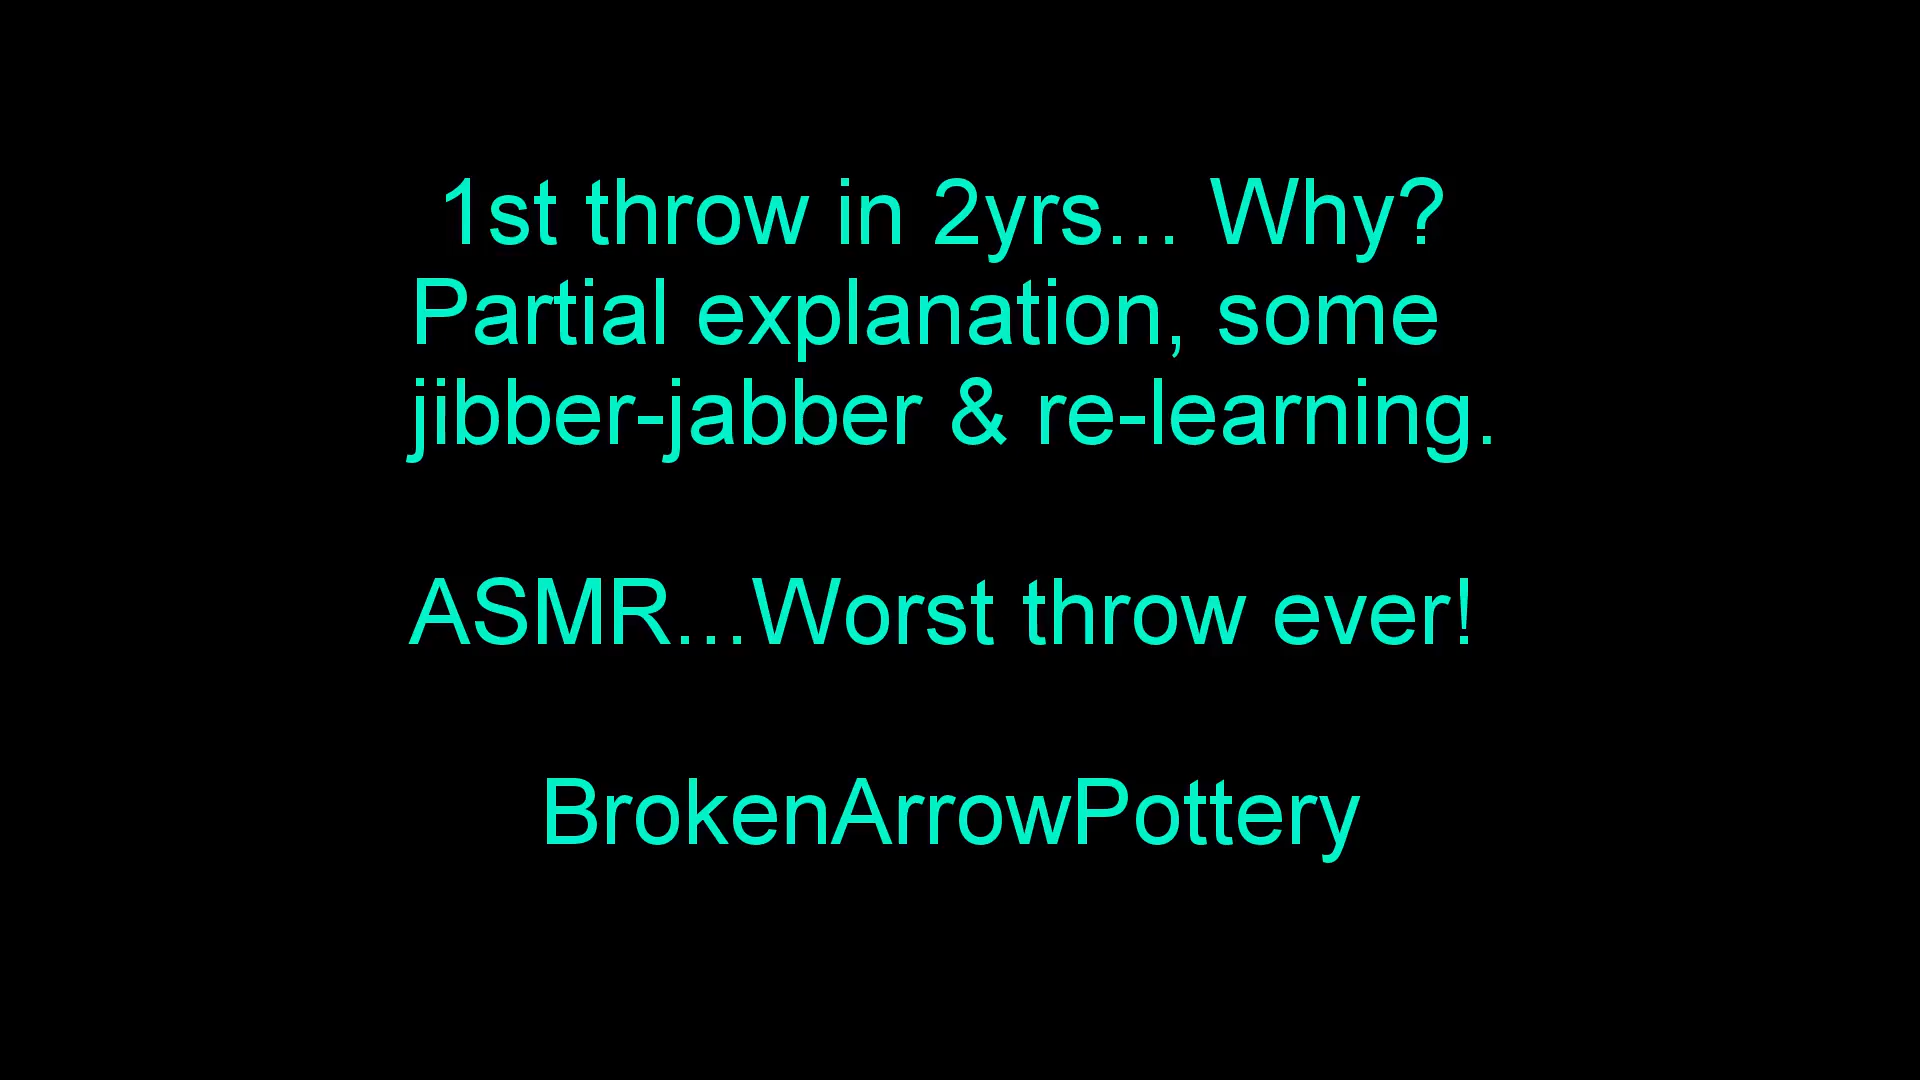 1st throw in 2yrs... Why?
Partial explanation, some
jibber-jabber & re-learning.
ASMR...Worst throw ever!
BrokenArrowPottery